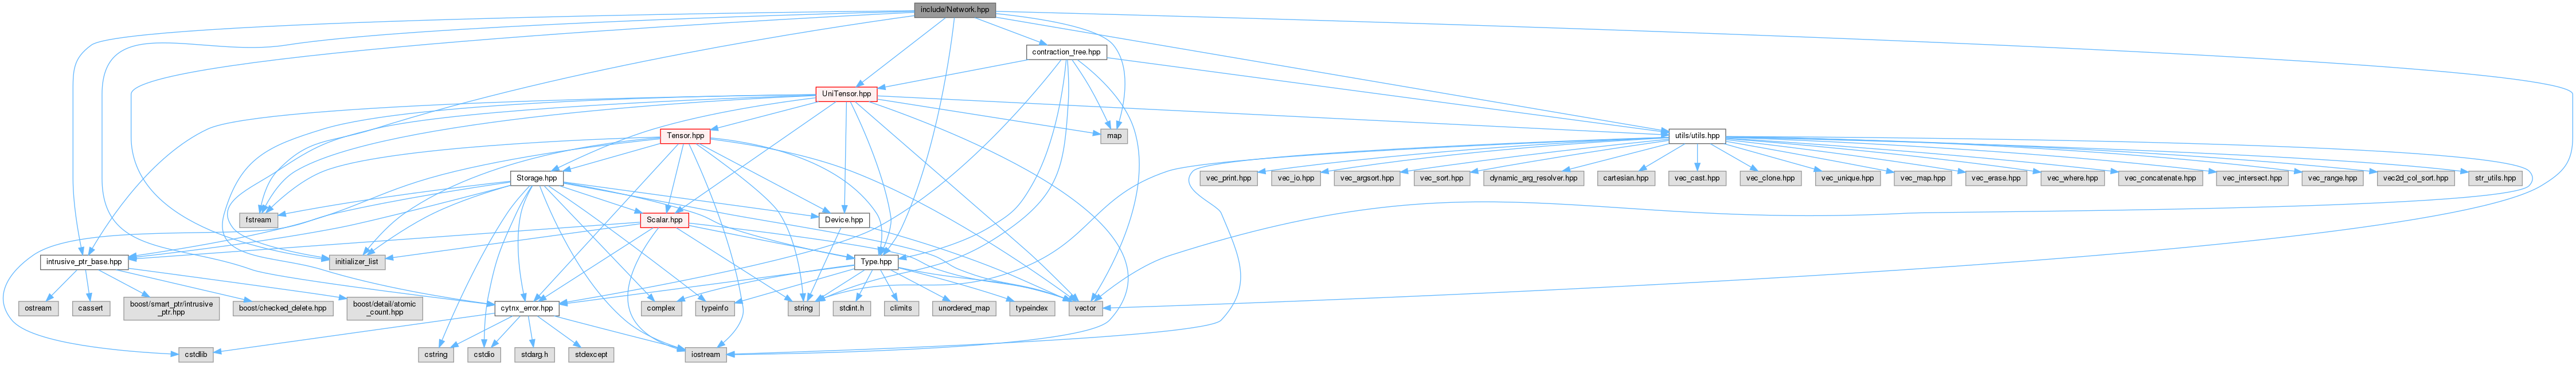 include/Network.hpp
contraction_tree.hpp
UniTensor.hpp
Tensor.hpp
map
utils/utils.hpp
Storage.hpp
vec_print.hpp
vec_io.hpp
vec_argsort.hpp
vec_sort.hpp
dynamic_arg_resolver.hpp
cartesian.hpp
vec_cast.hpp
vec_clone.hpp
vec_unique.hpp
vec_map.hpp
vec_erase.hpp
vec_where.hpp
vec_concatenate.hpp
vec_intersect.hpp
vec_range.hpp
vec2d_col_sort.hpp
str_utils.hpp
fstream
Scalar.hpp
Device.hpp
intrusive_ptr_base.hpp
initializer_list
Type.hpp
ostream
cassert
boost/smart_ptr/intrusive
_ptr.hpp
boost/checked_delete.hpp
boost/detail/atomic
_count.hpp
cytnx_error.hpp
complex
typeinfo
string
stdint.h
climits
unordered_map
typeindex
vector
cstdlib
cstring
cstdio
stdarg.h
stdexcept
iostream